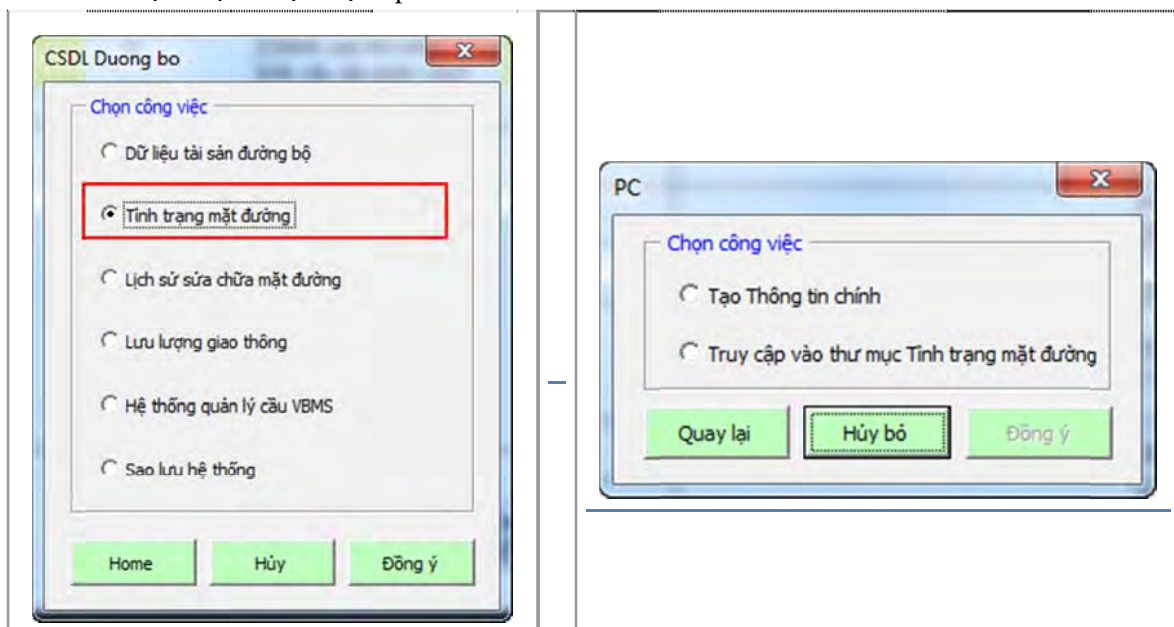 CSDL Duong bo
Chọn công việc
Dữ liệu tài sản đường bộ
Tình trạng mặt đường
Lịch sử sửa chữa mặt đường
Lưu lượng giao thông
Hệ thống quản lý cầu VBMS
Sao lưu hệ thống
Home
Hủy
Đồng ý
PC
Chọn công việc
Tạo Thông tin chính
Truy cập vào thư mục Tình trạng mặt đường
Quay lại
Hủy bỏ
Đồng ý